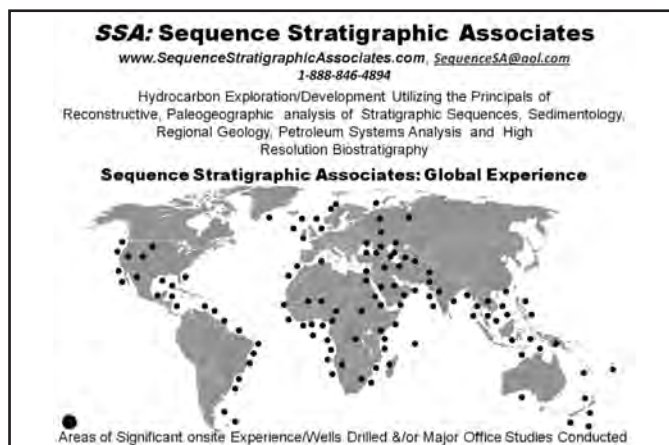 SSA: Sequence Stratigraphic Associates
www.SequenceStratigraphicAssociates.com, SequenceSA@aol.com
1-888-846-4894
Hydrocarbon Exploration/Development Utilizing the Principals of
Reconstructive, Paleogeographic analysis of Stratigraphic Sequences, Sedimentology,
Regional Geology, Petroleum Systems Analysis and High
Resolution Biostratigraphy
Sequence Stratigraphic Associates: Global Experience
Areas of Significant onsite Experience/Wells Drilled &/or Major Office Studies Conducted